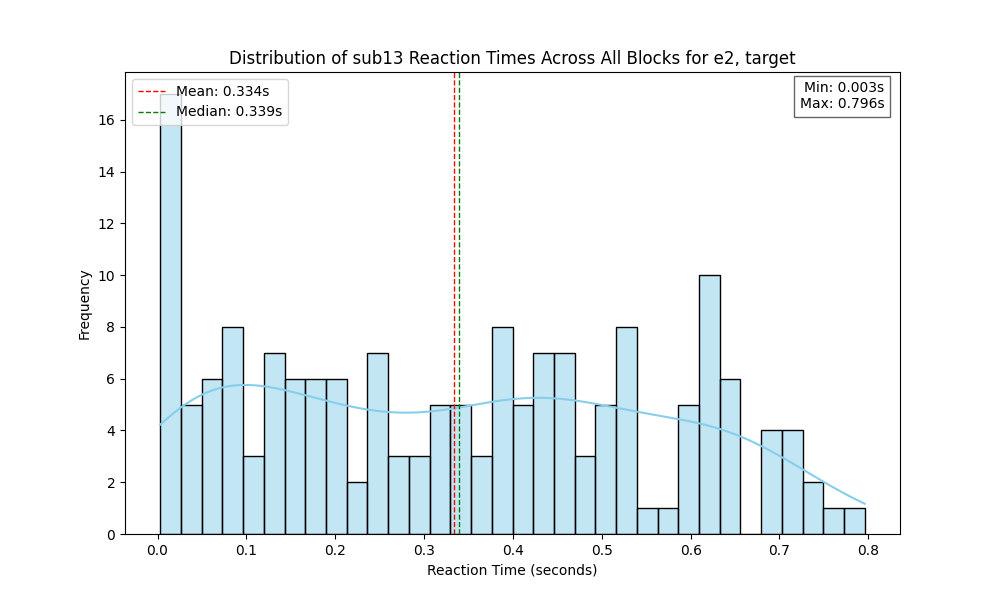 Distribution of sub13 Reaction Times Across All Blocks for e2, target
Mean: 0.334s
Median: 0.339s
Min: 0.003s
Max: 0.796s
Frequency
16
14
12
10
8
6
4
2
0
0.0 0.1 0.2 0.3 0.4 0.5 0.6 0.7 0.8
Reaction Time (seconds)